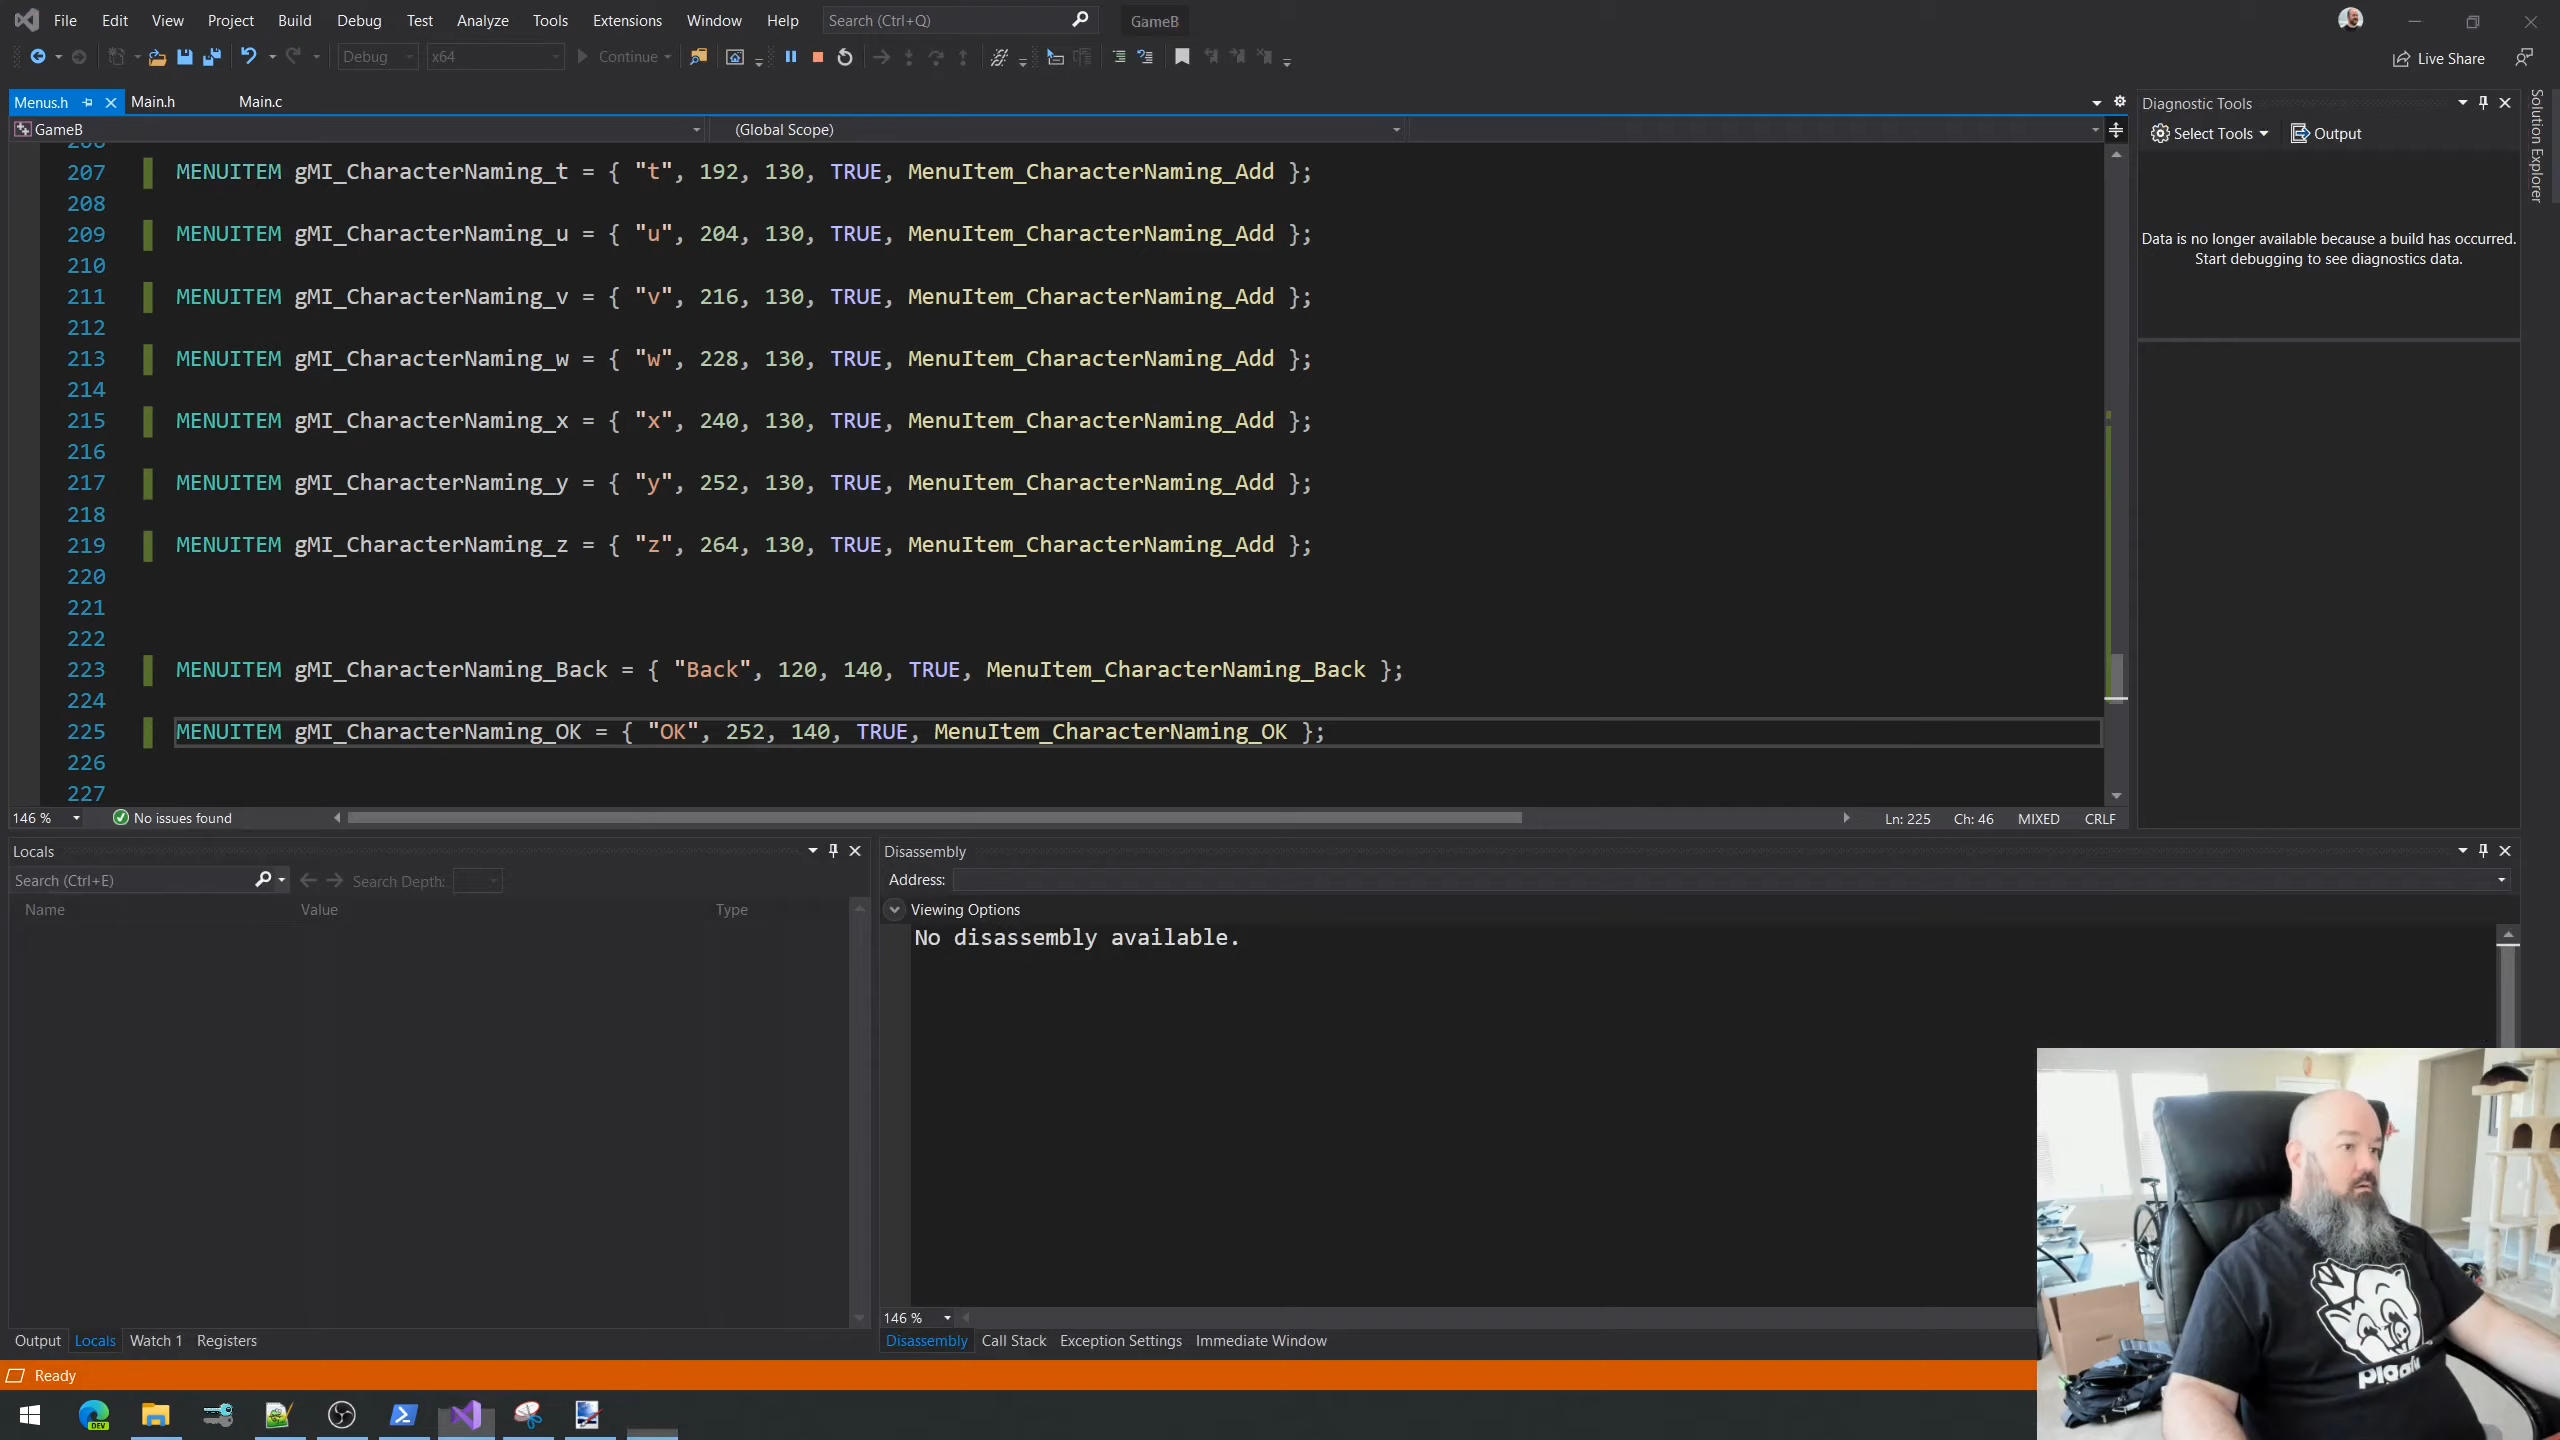 File Edit View Project Build Debug Test Analyze Tools Extensions Window Help Search (Ctrl+Q) GameB
Debug x64 Continue Live Share
Menus.h Main.h Main.c
GameB (Global Scope)
207 MENUITEM gMI_CharacterNaming_t = { "t", 192, 130, TRUE, MenuItem_CharacterNaming_Add };
208
209 MENUITEM gMI_CharacterNaming_u = { "u", 204, 130, TRUE, MenuItem_CharacterNaming_Add };
210
211 MENUITEM gMI_CharacterNaming_v = { "v", 216, 130, TRUE, MenuItem_CharacterNaming_Add };
212
213 MENUITEM gMI_CharacterNaming_w = { "w", 228, 130, TRUE, MenuItem_CharacterNaming_Add };
214
215 MENUITEM gMI_CharacterNaming_x = { "x", 240, 130, TRUE, MenuItem_CharacterNaming_Add };
216
217 MENUITEM gMI_CharacterNaming_y = { "y", 252, 130, TRUE, MenuItem_CharacterNaming_Add };
218
219 MENUITEM gMI_CharacterNaming_z = { "z", 264, 130, TRUE, MenuItem_CharacterNaming_Add };
220
221
222
223 MENUITEM gMI_CharacterNaming_Back = { "Back", 120, 140, TRUE, MenuItem_CharacterNaming_Back };
224
225 MENUITEM gMI_CharacterNaming_OK = { "OK", 252, 140, TRUE, MenuItem_CharacterNaming_OK };
226
227
146 % No issues found Ln: 225 Ch: 46 MIXED CRLF
Diagnostic Tools
Select Tools Output
Data is no longer available because a build has occurred.
Start debugging to see diagnostics data.
Solution Explorer
Locals
Search (Ctrl+E) Search Depth:
Name Value Type
Output Locals Watch 1 Registers
Disassembly
Address:
Viewing Options
No disassembly available.
146 %
Disassembly Call Stack Exception Settings Immediate Window
Ready
DEV